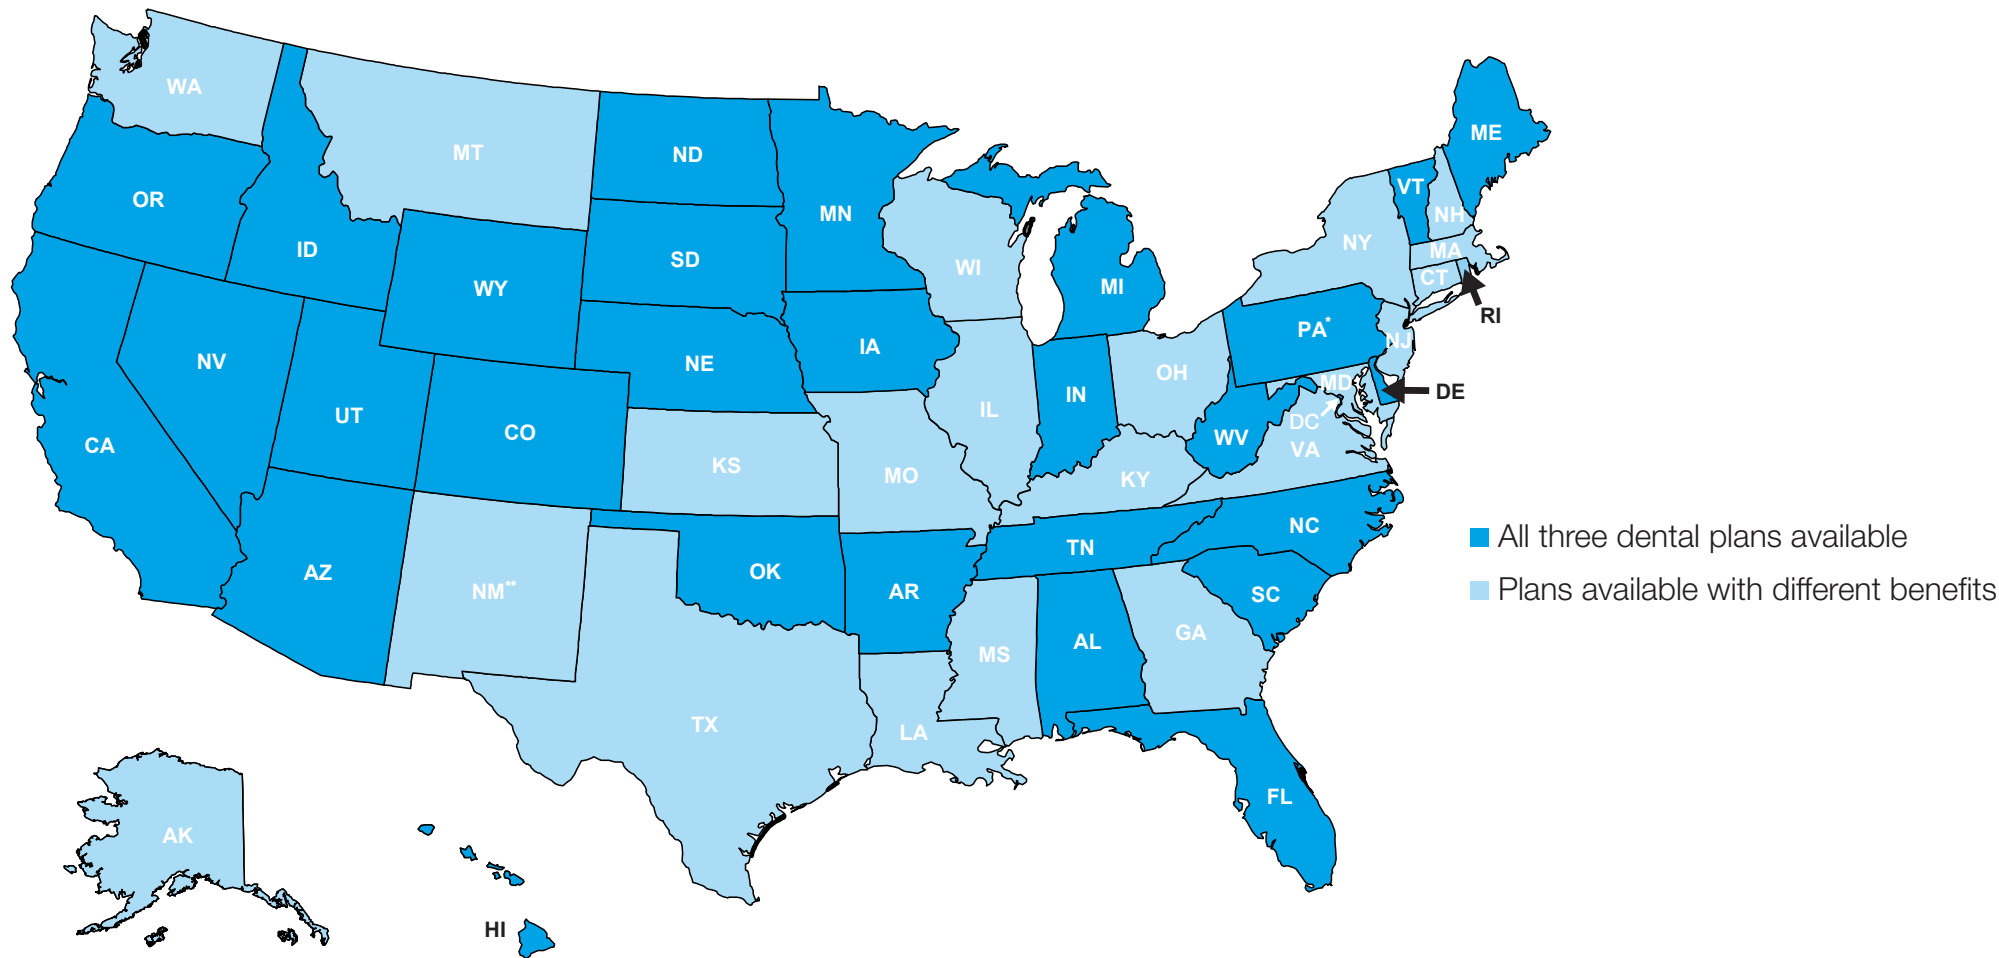 WA
MT
ND
MN
ME
OR
ID
WY
SD
WI
MI
VT
NH
NY
MA
CT
RI
NV
UT
CA
CO
NE
IA
IL
IN
OH
PA*
NJ
MD
DE
DC
WV
VA
KS
MO
KY
AZ
NM**
OK
AR
TN
NC
SC
TX
LA
MS
AL
GA
FL
AK
HI
All three dental plans available
Plans available with different benefits